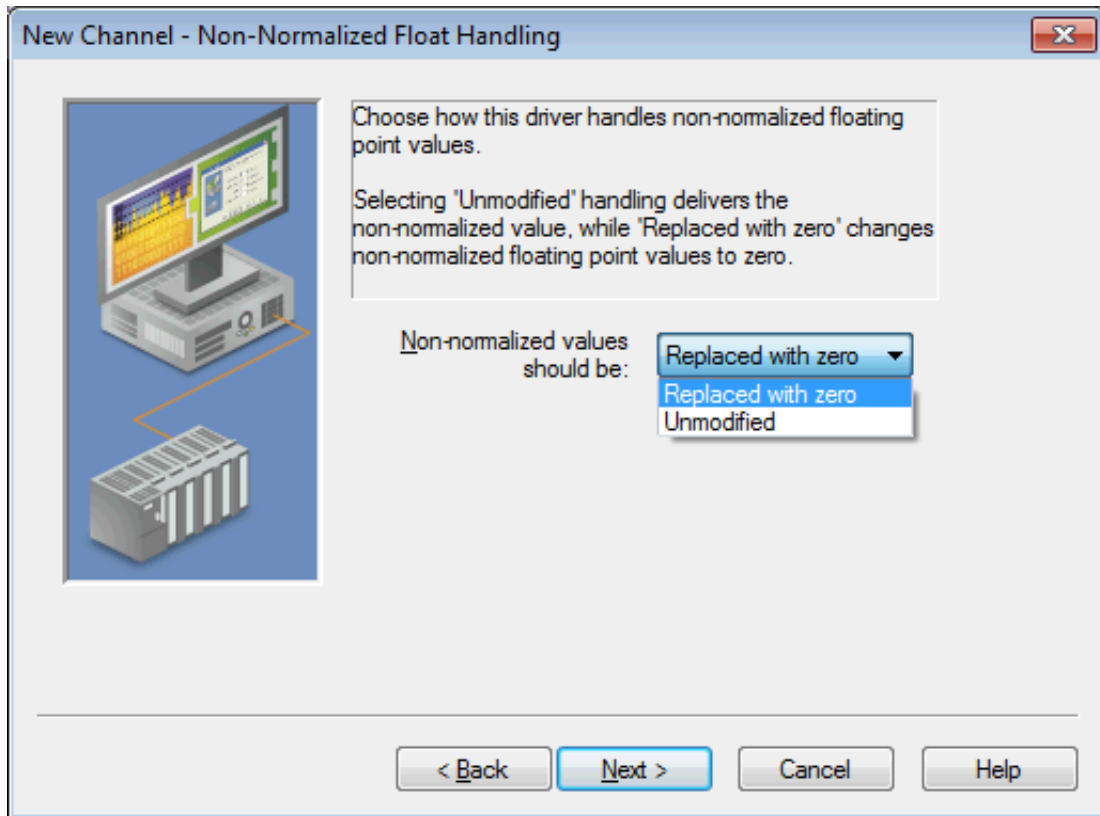 New Channel - Non-Normalized Float Handling
Choose how this driver handles non-normalized floating
point values.
Selecting 'Unmodified' handling delivers the
non-normalized value, while 'Replaced with zero' changes
non-normalized floating point values to zero.
Non-normalized values
should be:
Replaced with zero
Replaced with zero
Unmodified
< Back
Next >
Cancel
Help